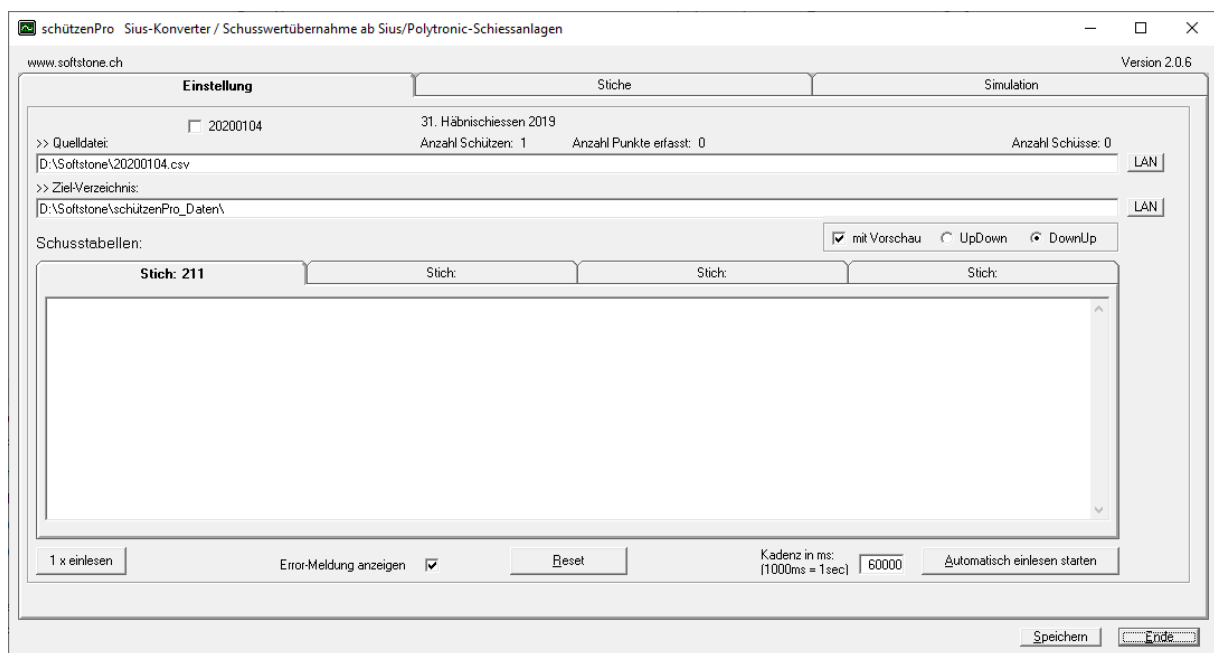 schützenPro Sius-Konverter / Schusswertübernahme ab Sius/Polytronic-Schiessanlagen
www.softstone.ch Version 2.0.6
Einstellung Stiche Simulation
20200104 31. Häbnischiessen 2019
>> Quelldatei: Anzahl Schützen: 1 Anzahl Punkte erfasst: 0 Anzahl Schüsse: 0
D:\Softstone\20200104.csv LAN
>> Ziel-Verzeichnis:
D:\Softstone\schützenPro_Daten\ LAN
Schusstabellen: mit Vorschau UpDown DownUp
Stich: 211 Stich: Stich: Stich:
1 x einlesen Error-Meldung anzeigen Reset Kadenz in ms: 60000 Automatisch einlesen starten
(1000ms = 1sec)
Speichern Ende